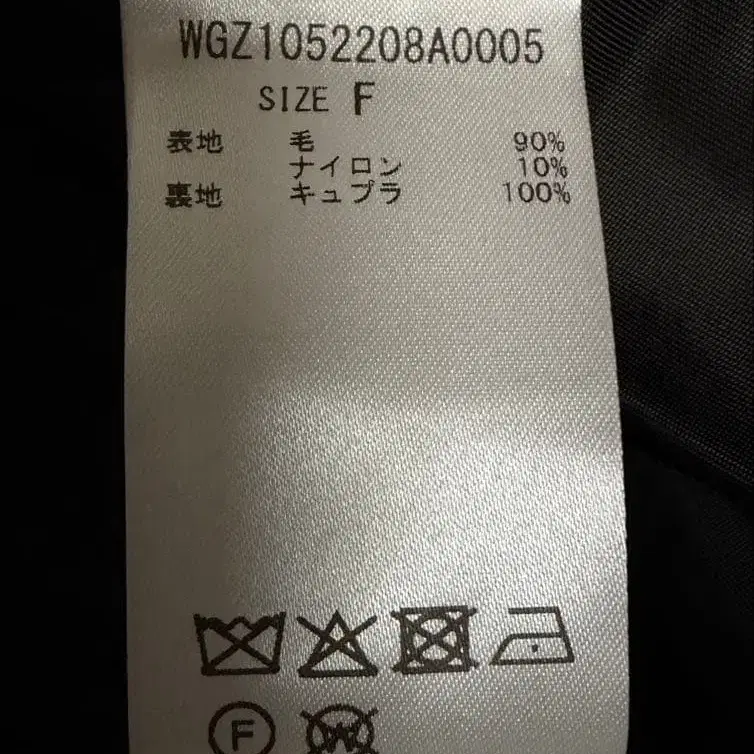 WGZ1052208A0005
SIZE F
表地 毛 90%
ナイロン 10%
裏地 キュプラ 100%
F W